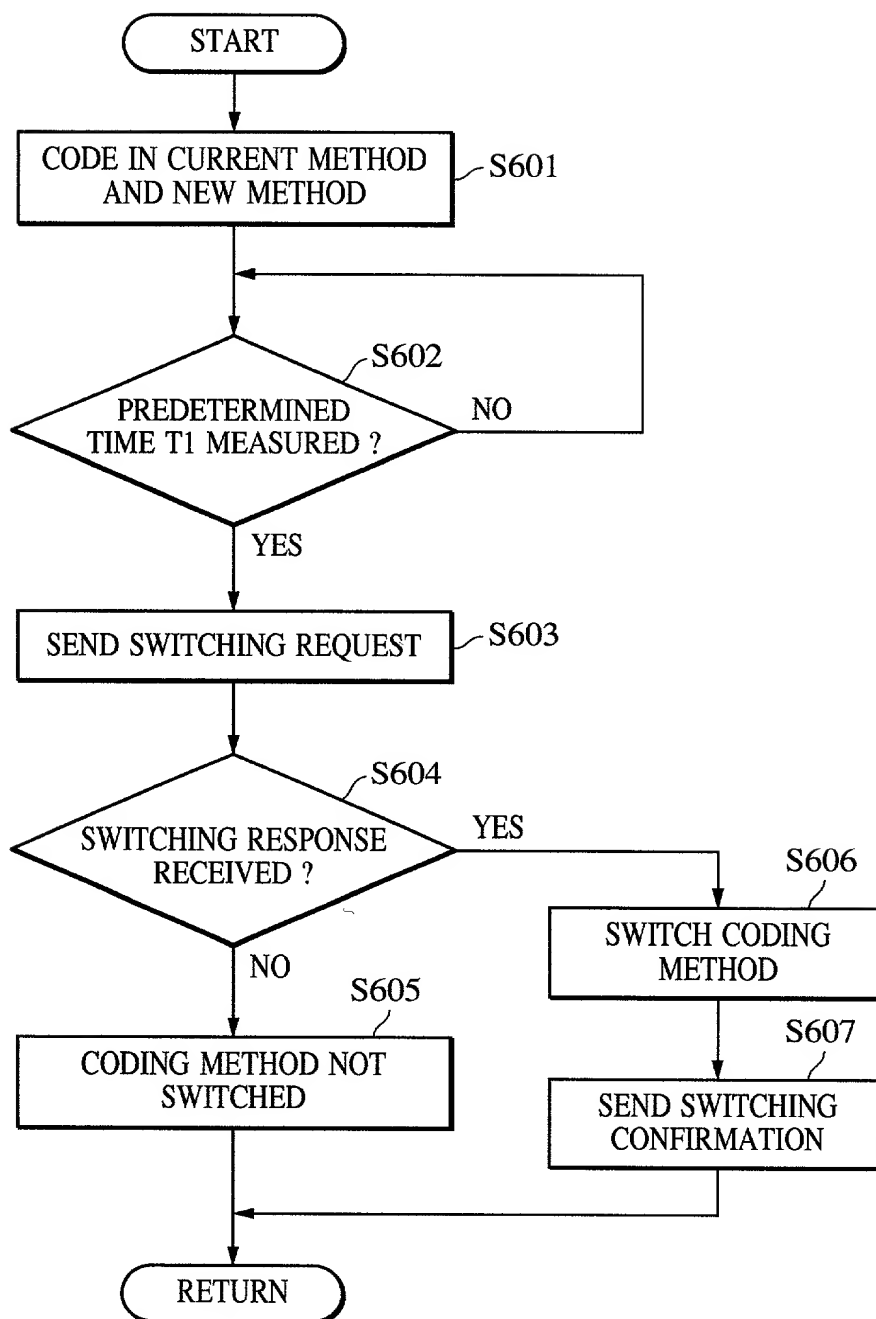 START
CODE IN CURRENT METHOD
AND NEW METHOD
S601
S602
PREDETERMINED
TIME T1 MEASURED ?
NO
YES
SEND SWITCHING REQUEST
S603
S604
SWITCHING RESPONSE
RECEIVED ?
YES
NO
S606
SWITCH CODING
METHOD
S605
CODING METHOD NOT
SWITCHED
S607
SEND SWITCHING
CONFIRMATION
RETURN